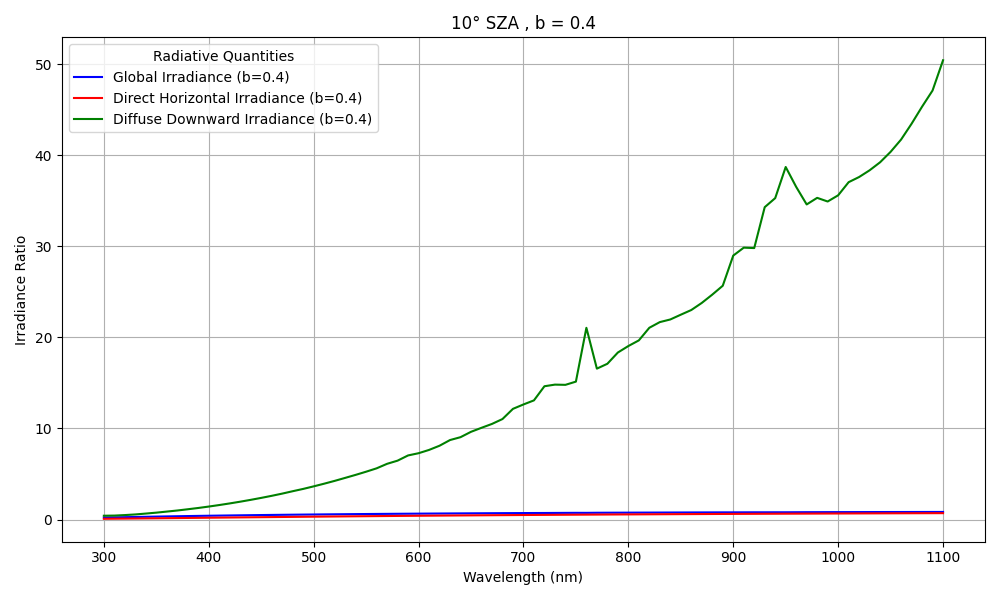 10° SZA , b = 0.4
Radiative Quantities
Global Irradiance (b=0.4)
Direct Horizontal Irradiance (b=0.4)
Diffuse Downward Irradiance (b=0.4)
Irradiance Ratio
50
40
30
20
10
0
300 400 500 600 700 800 900 1000 1100
Wavelength (nm)